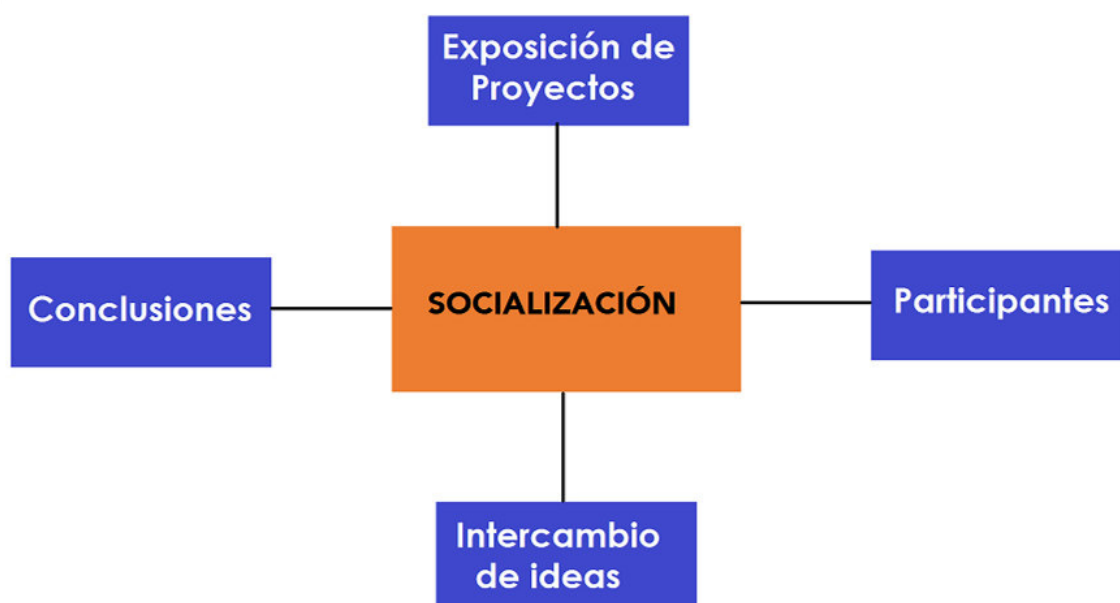 Exposición de
Proyectos
Conclusiones
SOCIALIZACIÓN
Participantes
Intercambio
de ideas